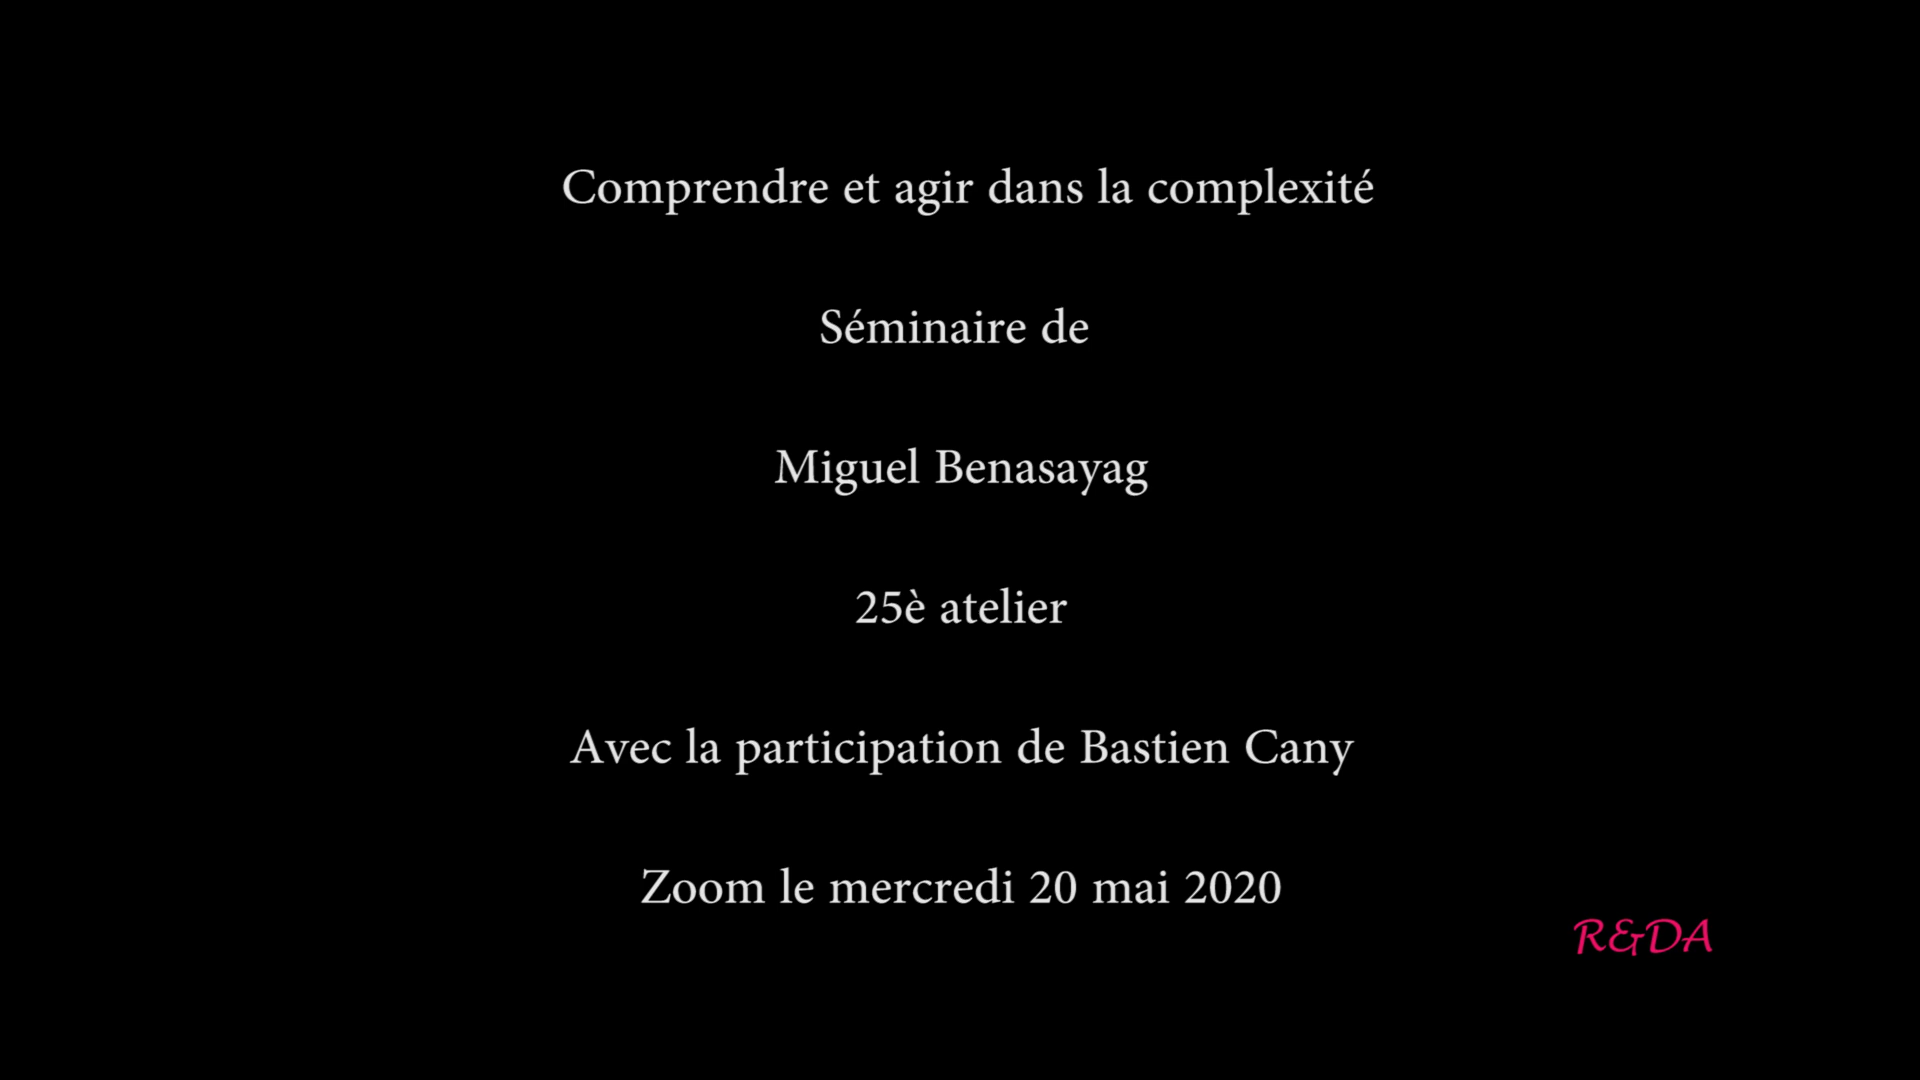 Comprendre et agir dans la complexité
Séminaire de
Miguel Benasayag
25è atelier
Avec la participation de Bastien Cany
Zoom le mercredi 20 mai 2020
R&DA